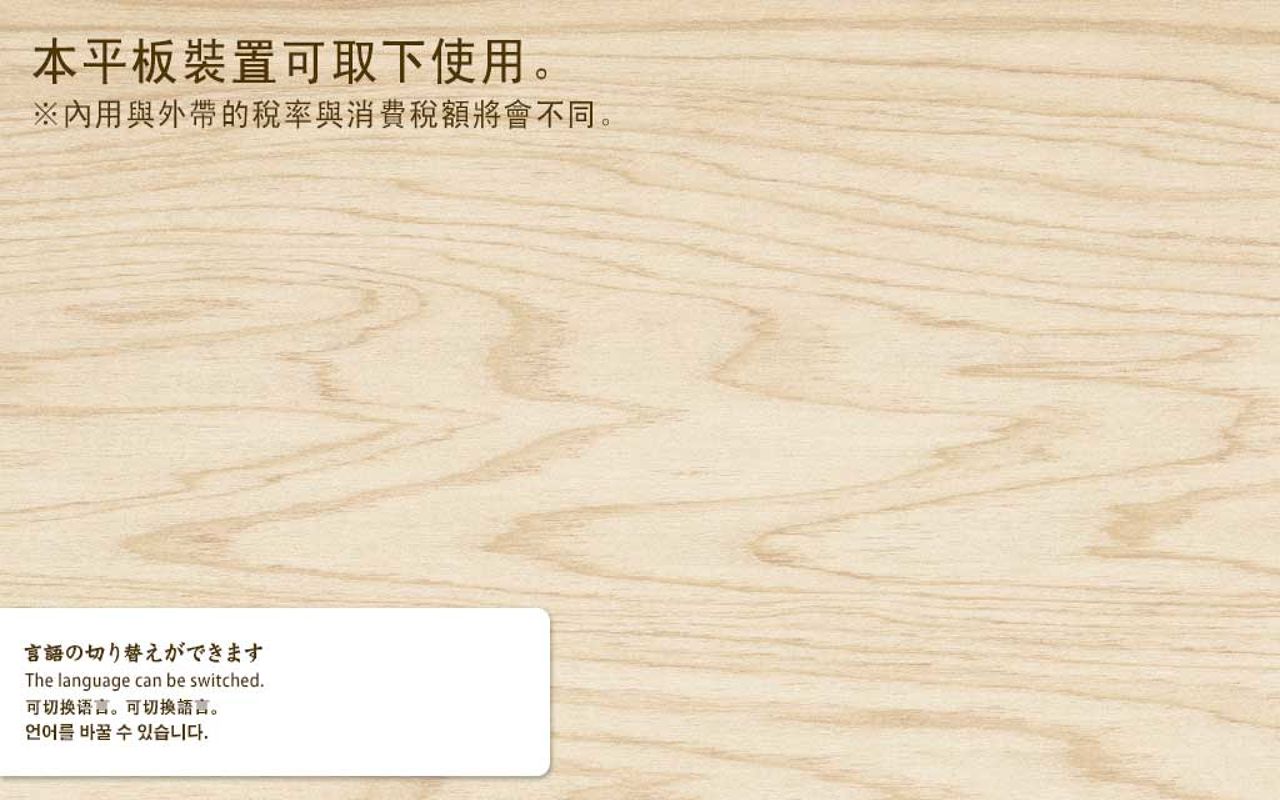 本平板裝置可取下使用。
※內用與外帶的稅率與消費稅額將會不同。
言語の切り替えができます
The language can be switched.
可切换语言。可切換語言。
언어를 바꿀 수 있습니다.